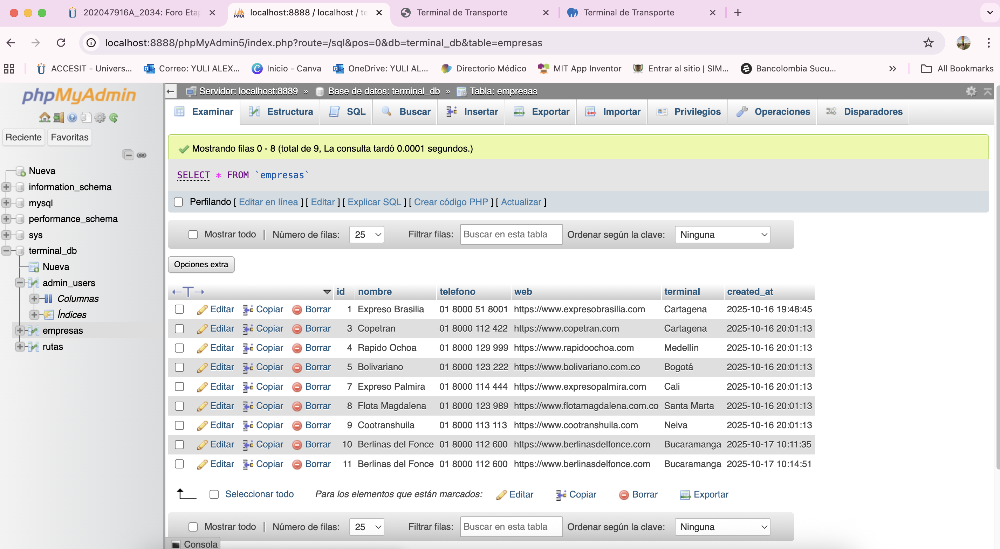 202047916A_2034: Foro Etap
localhost:8888 / localhost / te
Terminal de Transporte
Terminal de Transporte
localhost:8888/phpMyAdmin5/index.php?route=/sql&pos=0&db=terminal_db&table=empresas
ACCESIT - Univers...
Correo: YULI ALEX...
Inicio - Canva
OneDrive: YULI AL...
Directorio Médico
MIT App Inventor
Entrar al sitio | SIM...
Bancolombia Sucu...
All Bookmarks
phpMyAdmin
Reciente Favoritas
Nueva
information_schema
mysql
performance_schema
sys
terminal_db
Nueva
admin_users
Columnas
Índices
empresas
rutas
Servidor: localhost:8889 » Base de datos: terminal_db » Tabla: empresas
Examinar Estructura SQL Buscar Insertar Exportar Importar Privilegios Operaciones Disparadores
Mostrando filas 0 - 8 (total de 9, La consulta tardó 0.0001 segundos.)
SELECT * FROM `empresas`
Perfilando [ Editar en línea ] [ Editar ] [ Explicar SQL ] [ Crear código PHP ] [ Actualizar ]
Mostrar todo | Número de filas: 25 Filtrar filas: Buscar en esta tabla Ordenar según la clave: Ninguna
Opciones extra
id nombre telefono web terminal created_at
Editar Copiar Borrar 1 Expreso Brasilia 01 8000 51 8001 https://www.expresobrasilia.com Cartagena 2025-10-16 19:48:45
Editar Copiar Borrar 3 Copetran 01 8000 112 422 https://www.copetran.com Cartagena 2025-10-16 20:01:13
Editar Copiar Borrar 4 Rapido Ochoa 01 8000 129 999 https://www.rapidoochoa.com Medellín 2025-10-16 20:01:13
Editar Copiar Borrar 5 Bolivariano 01 8000 123 222 https://www.bolivariano.com.co Bogotá 2025-10-16 20:01:13
Editar Copiar Borrar 7 Expreso Palmira 01 8000 114 444 https://www.expresopalmira.com Cali 2025-10-16 20:01:13
Editar Copiar Borrar 8 Flota Magdalena 01 8000 123 989 https://www.flotamagdalena.com.co Santa Marta 2025-10-16 20:01:13
Editar Copiar Borrar 9 Cootranshuila 01 8000 113 113 https://www.cootranshuila.com Neiva 2025-10-16 20:01:13
Editar Copiar Borrar 10 Berlinas del Fonce 01 8000 112 600 https://www.berlinasdelfonce.com Bucaramanga 2025-10-17 10:11:35
Editar Copiar Borrar 11 Berlinas del Fonce 01 8000 112 600 https://www.berlinasdelfonce.com Bucaramanga 2025-10-17 10:14:51
Seleccionar todo Para los elementos que están marcados: Editar Copiar Borrar Exportar
Mostrar todo | Número de filas: 25 Filtrar filas: Buscar en esta tabla Ordenar según la clave: Ninguna
Consola